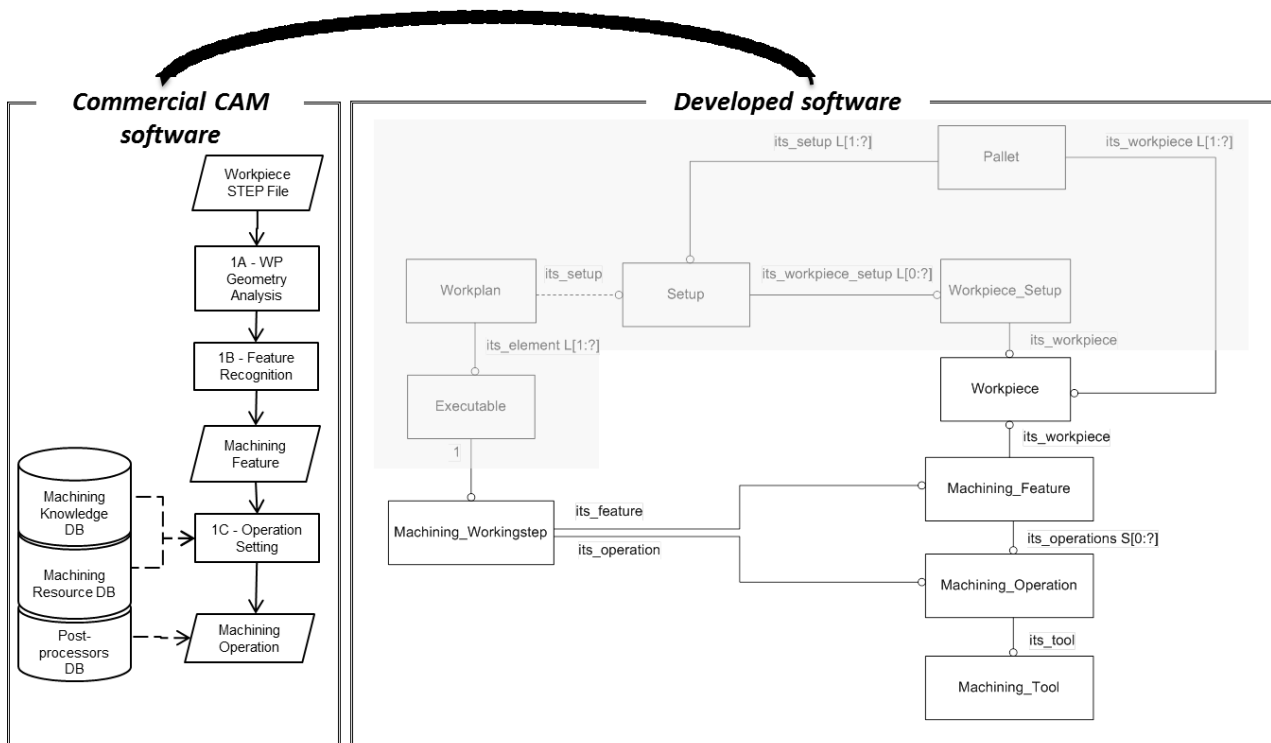 Commercial CAM
software
Workpiece
STEP File
1A - WP
Geometry
Analysis
1B - Feature
Recognition
Machining
Feature
Machining
Knowledge
DB
1C - Operation
Setting
Machining
Resource DB
Post-
processors
DB
Machining
Operation
Developed software
its_setup L[1:?]
Pallet
its_workpiece L[1:?]
Workplan
its_setup
Setup
its_workpiece_setup L[0:?]
Workpiece_Setup
its_element L[1:?]
its_workpiece
Executable
Workpiece
1
its_workpiece
Machining_Feature
Machining_Workingstep
its_feature
its_operation
its_operations S[0:?]
Machining_Operation
its_tool
Machining_Tool